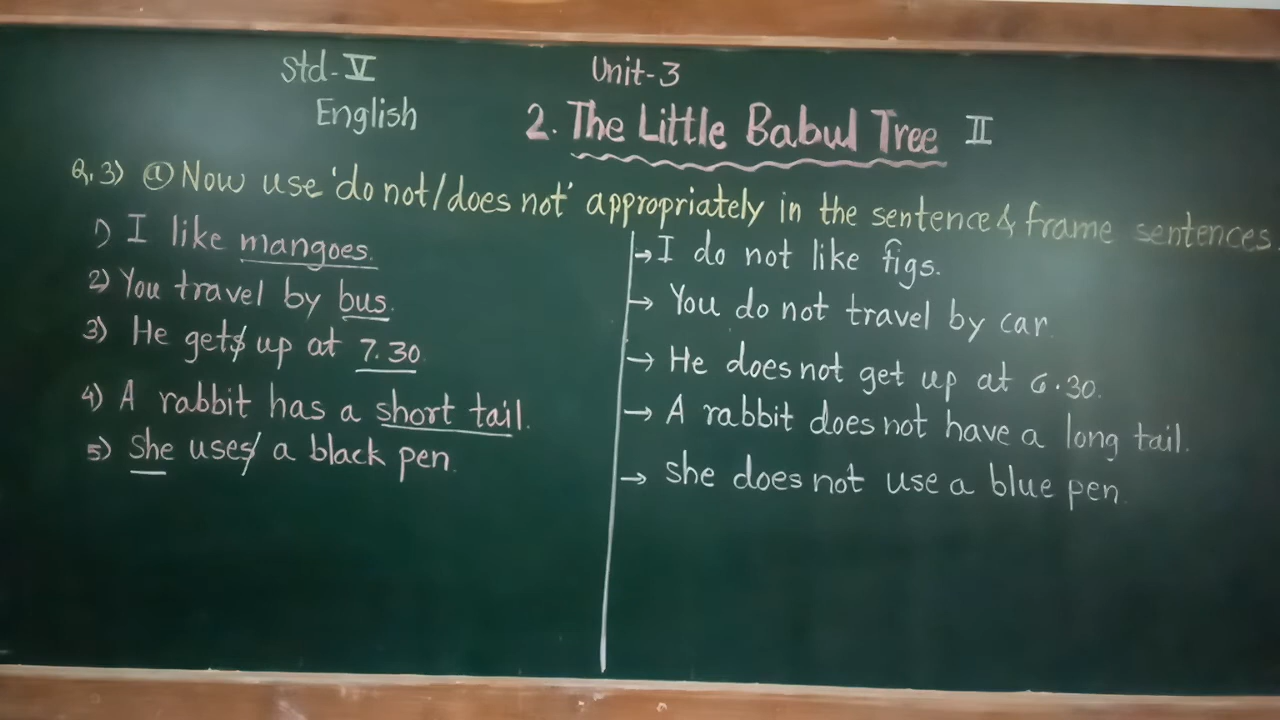 Std-V Unit-3
English 2. The Little Babul Tree II
Q.3) ⓐ Now use 'do not/does not' appropriately in the sentence & frame sentences
1) I like mangoes. → I do not like figs.
2) You travel by bus. → You do not travel by car
3) He gets up at 7.30 → He does not get up at 6.30.
4) A rabbit has a short tail. → A rabbit does not have a long tail.
5) She uses a black pen. → she does not use a blue pen